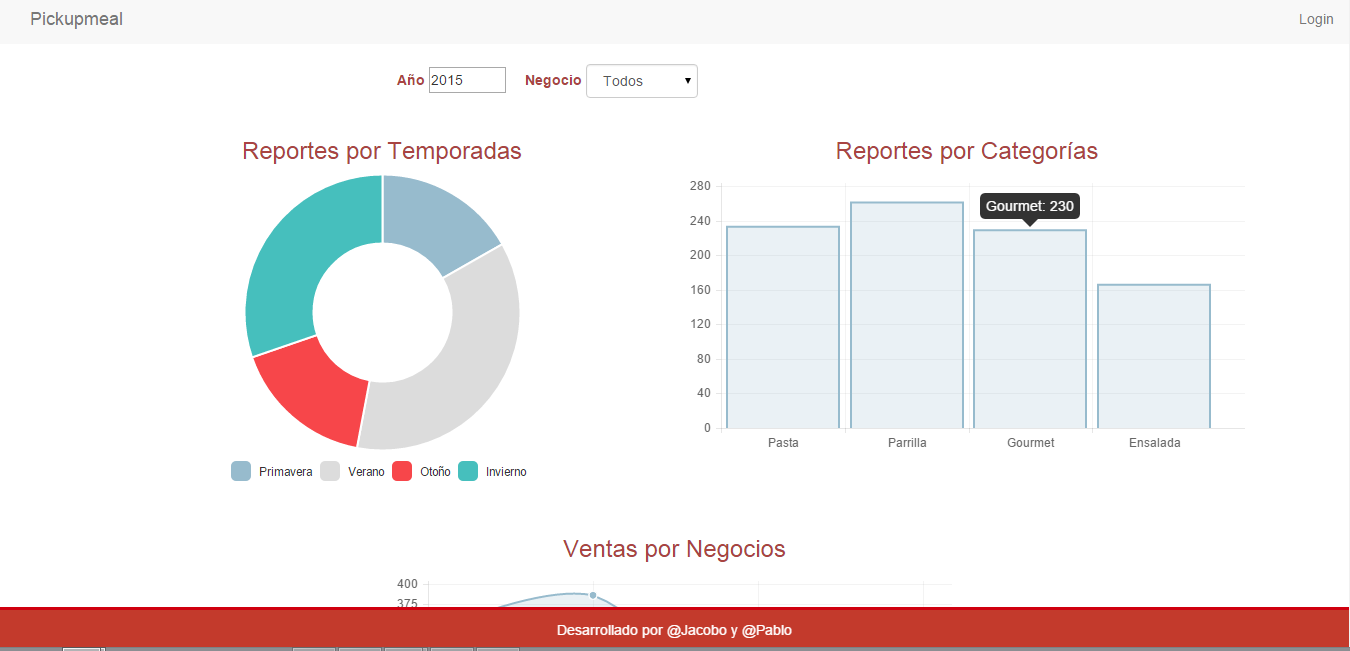 Pickupmeal
Login
Año 2015 Negocio Todos
Reportes por Temporadas
Primavera Verano Otoño Invierno
Reportes por Categorías
280
240
200
160
120
80
40
0
Gourmet: 230
Pasta Parrilla Gourmet Ensalada
Ventas por Negocios
400
375
Desarrollado por @Jacobo y @Pablo